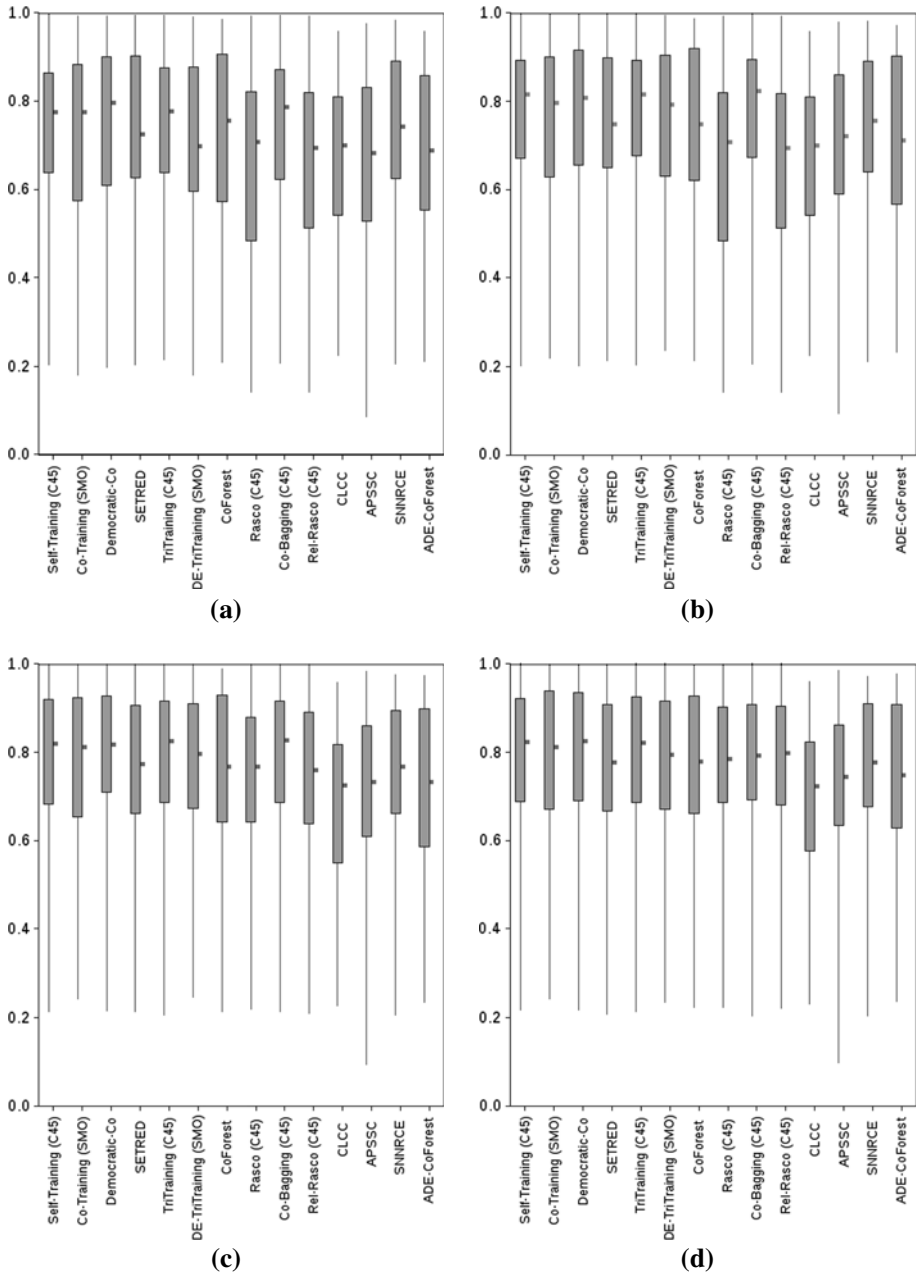 1.0
0.8
0.6
0.4
0.2
0.0
Self-Training (C45)
Co-Training (SMO)
Democratic-Co
SETRED
TriTraining (C45)
DE-TriTraining (SMO)
CoForest
Rasco (C45)
Co-Bagging (C45)
Rel-Rasco (C45)
CLCC
APSSC
SNNRCE
ADE-CoForest
(a)
1.0
0.8
0.6
0.4
0.2
0.0
Self-Training (C45)
Co-Training (SMO)
Democratic-Co
SETRED
TriTraining (C45)
DE-TriTraining (SMO)
CoForest
Rasco (C45)
Co-Bagging (C45)
Rel-Rasco (C45)
CLCC
APSSC
SNNRCE
ADE-CoForest
(b)
1.0
0.8
0.6
0.4
0.2
0.0
Self-Training (C45)
Co-Training (SMO)
Democratic-Co
SETRED
TriTraining (C45)
DE-TriTraining (SMO)
CoForest
Rasco (C45)
Co-Bagging (C45)
Rel-Rasco (C45)
CLCC
APSSC
SNNRCE
ADE-CoForest
(c)
1.0
0.8
0.6
0.4
0.2
0.0
Self-Training (C45)
Co-Training (SMO)
Democratic-Co
SETRED
TriTraining (C45)
DE-TriTraining (SMO)
CoForest
Rasco (C45)
Co-Bagging (C45)
Rel-Rasco (C45)
CLCC
APSSC
SNNRCE
ADE-CoForest
(d)